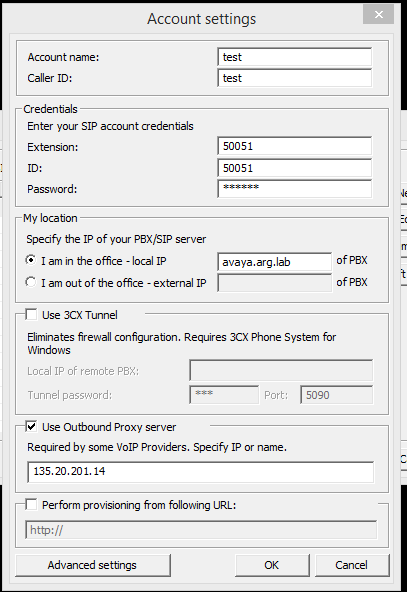 Account settings
Account name: test
Caller ID: test
Credentials
Enter your SIP account credentials
Extension: 50051
ID: 50051
Password: ******
My location
Specify the IP of your PBX/SIP server
I am in the office - local IP avaya.arg.lab of PBX
I am out of the office - external IP of PBX
Use 3CX Tunnel
Eliminates firewall configuration. Requires 3CX Phone System for
Windows
Local IP of remote PBX:
Tunnel password: *** Port: 5090
Use Outbound Proxy server
Required by some VoIP Providers. Specify IP or name.
135.20.201.14
Perform provisioning from following URL:
http://
Advanced settings OK Cancel